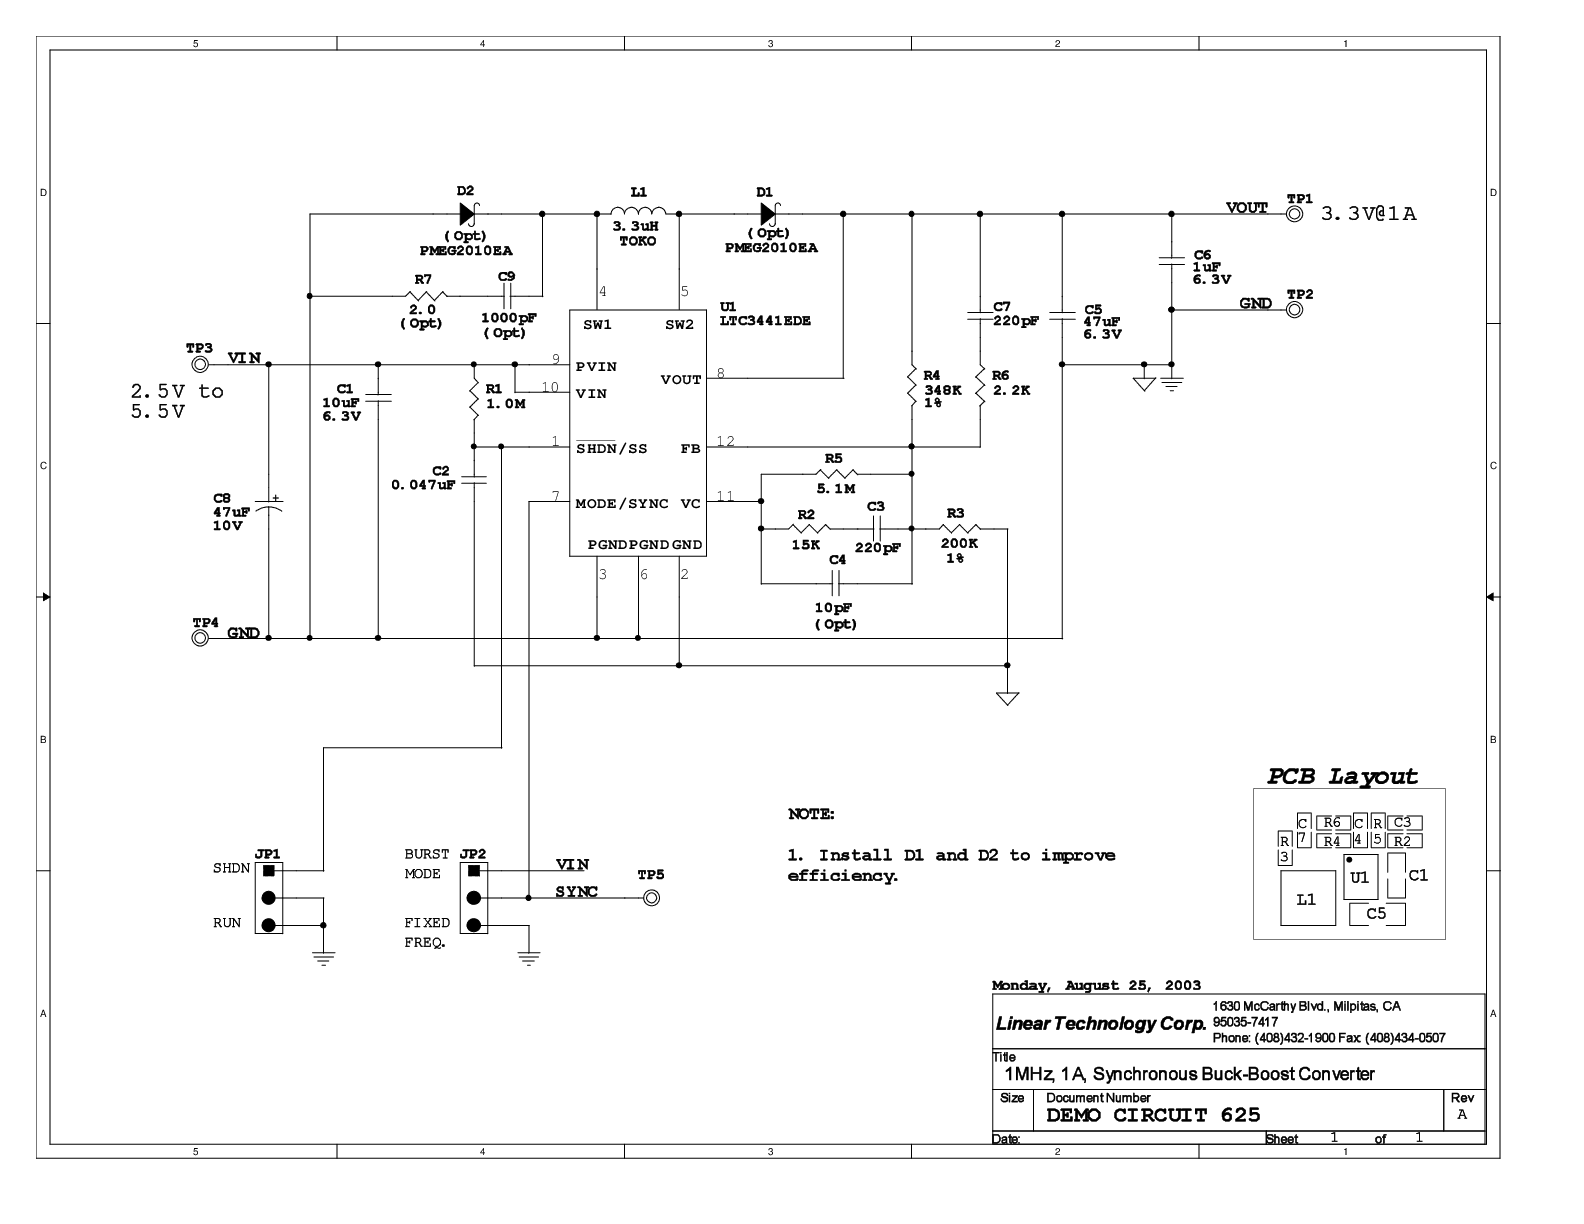 5 4 3 2 1
D D
D2 L1 D1
(Opt) 3.3uH (Opt)
PMEG2010EA TOKO PMEG2010EA
VOUT TP1 3.3V@1A
R7 C9
2.0 1000pF
(Opt) (Opt)
4 5
U1
LTC3441EDE
SW1 SW2
C6
1uF
6.3V
GND TP2
C7
220pF
C5
47uF
6.3V
TP3 VIN
2.5V to
5.5V
9 PVIN
10 VIN
VOUT 8
C1
10uF
6.3V
R1
1.0M
R4
348K
1%
R6
2.2K
1 SHDN/SS FB 12
C C
C2
0.047uF
R5
5.1M
7 MODE/SYNC VC 11
C8 +
47uF
10V
R2 C3 R3
15K 220pF 200K
1%
PGND PGND GND
3 6 2
C4
10pF
(Opt)
TP4 GND
B B
PCB Layout
C7 R6 C4 R5 C3
R3 R4 R2
L1 U1 C1
C5
NOTE:
1. Install D1 and D2 to improve
efficiency.
SHDN JP1
RUN
BURST JP2 VIN
MODE SYNC TP5
FIXED
FREQ.
A A
Monday, August 25, 2003
Linear Technology Corp.
1630 McCarthy Blvd., Milpitas, CA
95035-7417
Phone: (408)432-1900 Fax: (408)434-0507
Title
1MHz, 1A, Synchronous Buck-Boost Converter
Size Document Number Rev
DEMO CIRCUIT 625 A
Date: Sheet 1 of 1
5 4 3 2 1